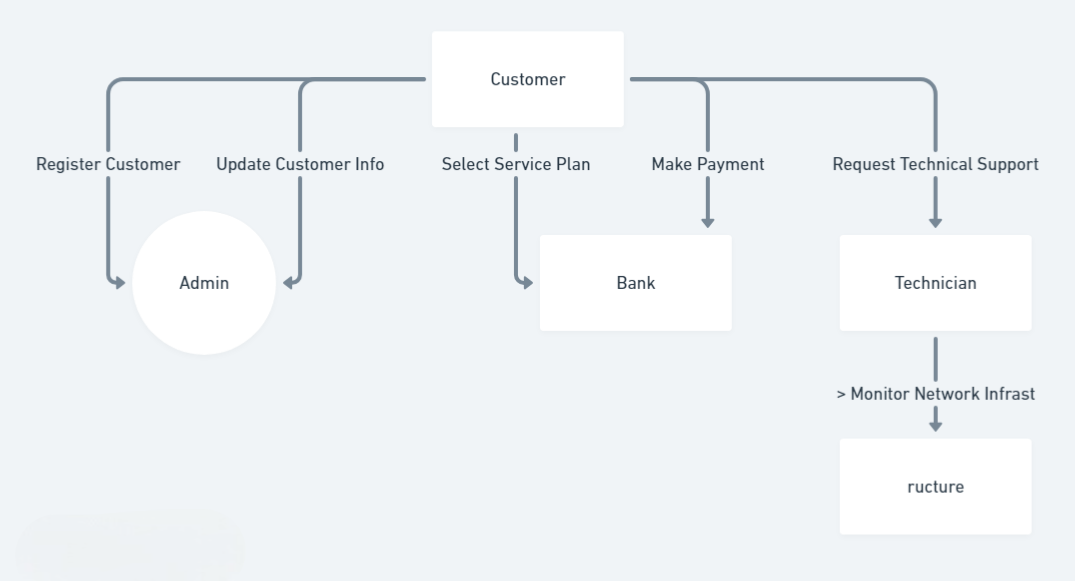 Customer
Register Customer
Update Customer Info
Select Service Plan
Make Payment
Request Technical Support
Admin
Bank
Technician
> Monitor Network Infrast
ructure